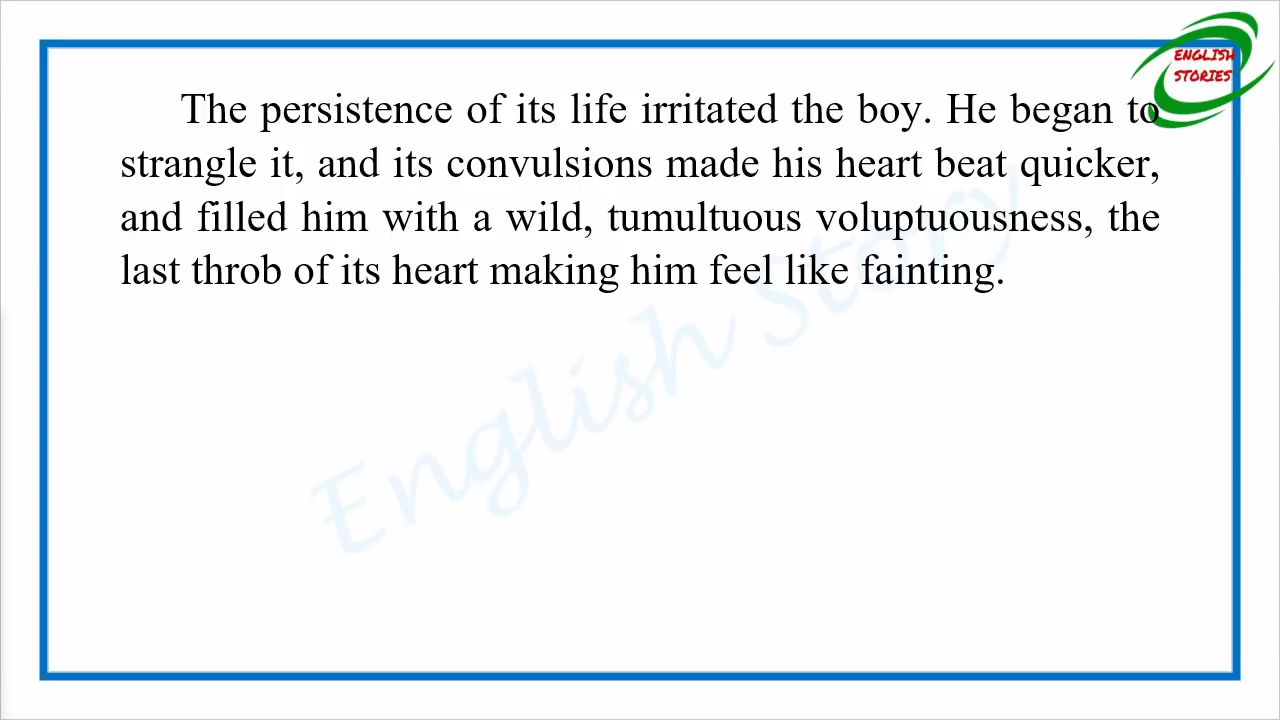 ENGLISH
STORIES
The persistence of its life irritated the boy. He began to
strangle it, and its convulsions made his heart beat quicker,
and filled him with a wild, tumultuous voluptuousness, the
last throb of its heart making him feel like fainting.
English Story